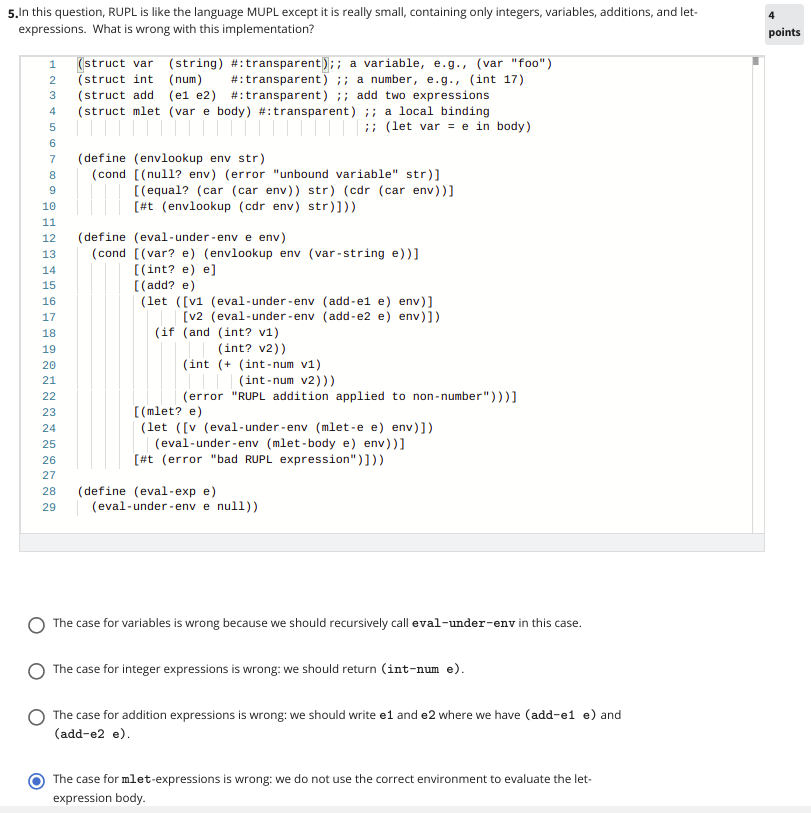 5. In this question, RUPL is like the language MUPL except it is really small, containing only integers, variables, additions, and let-
expressions.  What is wrong with this implementation?
4
points
1 (struct var  (string) #:transparent);; a variable, e.g., (var "foo")
2 (struct int  (num)    #:transparent) ;; a number, e.g., (int 17)
3 (struct add  (e1 e2)  #:transparent) ;; add two expressions
4 (struct mlet (var e body) #:transparent) ;; a local binding
5                                          ;; (let var = e in body)
6
7 (define (envlookup env str)
8   (cond [(null? env) (error "unbound variable" str)]
9         [(equal? (car (car env)) str) (cdr (car env))]
10         [#t (envlookup (cdr env) str)]))
11
12 (define (eval-under-env e env)
13   (cond [(var? e) (envlookup env (var-string e))]
14         [(int? e) e]
15         [(add? e)
16          (let ([v1 (eval-under-env (add-e1 e) env)]
17                [v2 (eval-under-env (add-e2 e) env)])
18            (if (and (int? v1)
19                     (int? v2))
20                (int (+ (int-num v1)
21                        (int-num v2)))
22                (error "RUPL addition applied to non-number")))]
23         [(mlet? e)
24          (let ([v (eval-under-env (mlet-e e) env)])
25            (eval-under-env (mlet-body e) env))]
26         [#t (error "bad RUPL expression")]))
27
28 (define (eval-exp e)
29   (eval-under-env e null))
The case for variables is wrong because we should recursively call eval-under-env in this case.
The case for integer expressions is wrong: we should return (int-num e).
The case for addition expressions is wrong: we should write e1 and e2 where we have (add-e1 e) and
(add-e2 e).
The case for mlet-expressions is wrong: we do not use the correct environment to evaluate the let-
expression body.